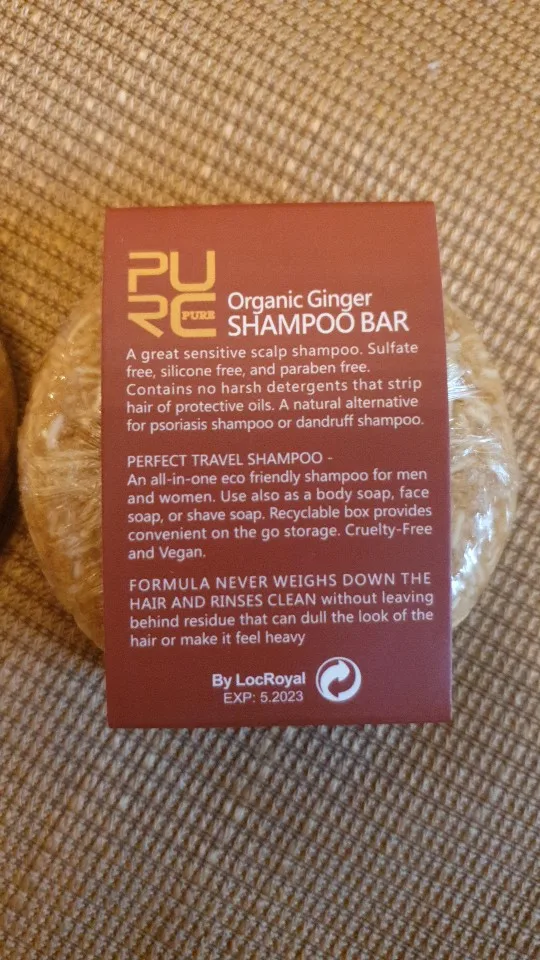 PU
RC PURE
Organic Ginger
SHAMPOO BAR
A great sensitive scalp shampoo. Sulfate
free, silicone free, and paraben free.
Contains no harsh detergents that strip
hair of protective oils. A natural alternative
for psoriasis shampoo or dandruff shampoo.
PERFECT TRAVEL SHAMPOO -
An all-in-one eco friendly shampoo for men
and women. Use also as a body soap, face
soap, or shave soap. Recyclable box provides
convenient on the go storage. Cruelty-Free
and Vegan.
FORMULA NEVER WEIGHS DOWN THE
HAIR AND RINSES CLEAN without leaving
behind residue that can dull the look of the
hair or make it feel heavy
By LocRoyal
EXP: 5.2023